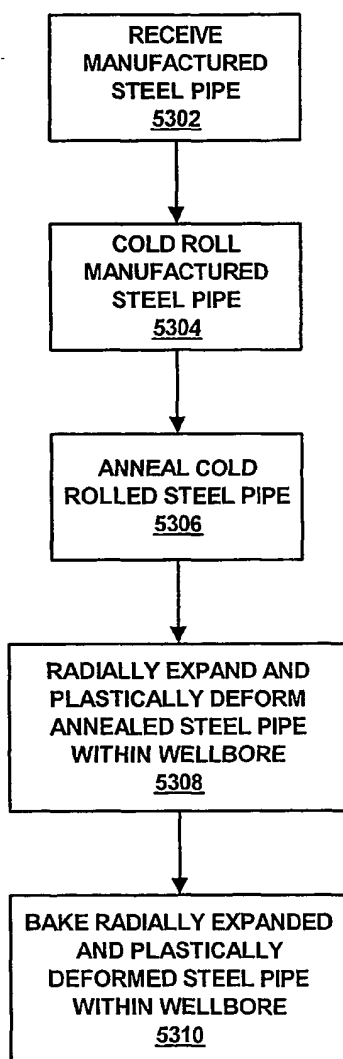 RECEIVE
MANUFACTURED
STEEL PIPE
5302
COLD ROLL
MANUFACTURED
STEEL PIPE
5304
ANNEAL COLD
ROLLED STEEL PIPE
5306
RADIALLY EXPAND AND
PLASTICALLY DEFORM
ANNEALED STEEL PIPE
WITHIN WELLBORE
5308
BAKE RADIALLY EXPANDED
AND PLASTICALLY
DEFORMED STEEL PIPE
WITHIN WELLBORE
5310